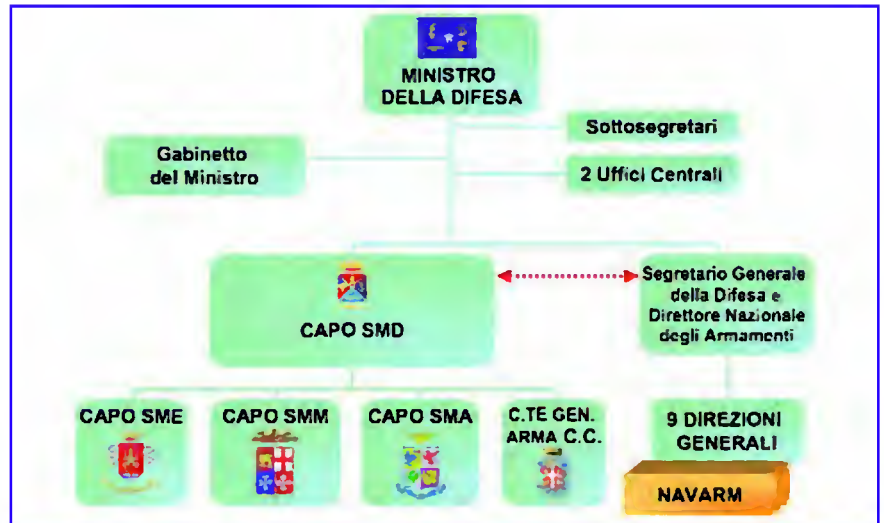 MINISTRO
DELLA DIFESA
Sottosegretari
Gabinetto
del Ministro
2 Uffici Centrali
CAPO SMD
Segretario Generale
della Difesa e
Direttore Nazionale
degli Armamenti
CAPO SME
CAPO SMM
CAPO SMA
C.TE GEN.
ARMA C.C.
9 DIREZIONI
GENERALI
NAVARM